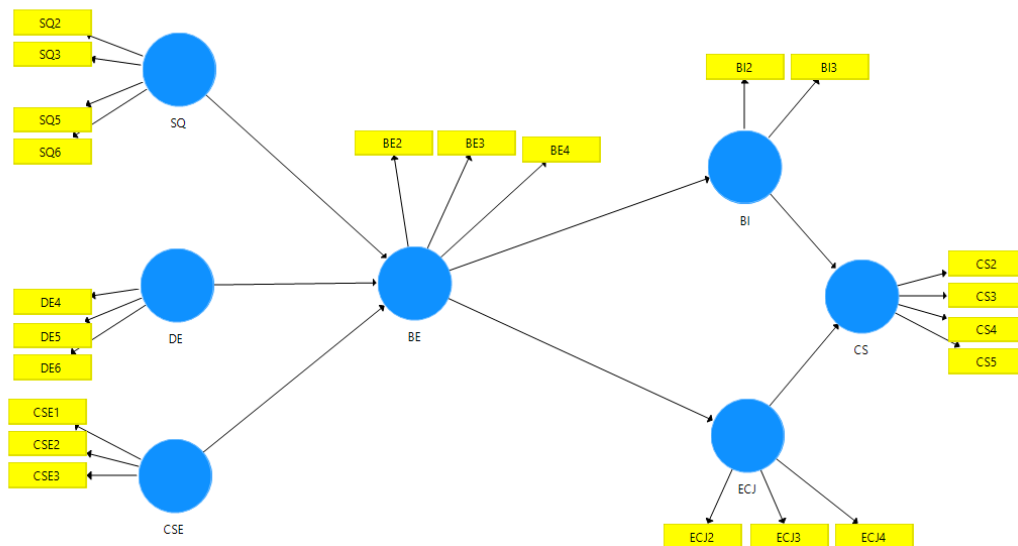 SQ2
SQ3
SQ5
SQ6
SQ
DE4
DE5
DE6
DE
CSE1
CSE2
CSE3
CSE
BE2
BE3
BE4
BE
BI2
BI3
BI
CS2
CS3
CS4
CS5
CS
ECJ
ECJ2
ECJ3
ECJ4